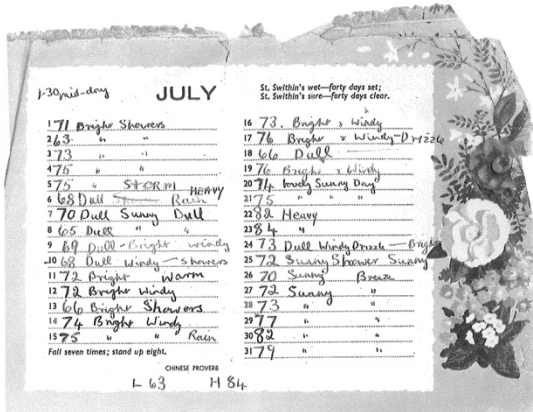 1-30 mid-day
JULY
St. Swithin's wet—forty days set;
St. Swithin's sere—forty days clear.
1 71 Bright Showers
2 63 " "
3 73 " "
4 75 " "
5 75 " STORM
6 68 Dull Rain HEAVY
7 70 Dull Sunny Dull
8 65 Dull " "
9 69 Dull - Bright windy
10 68 Dull Windy - showers
11 72 Bright Warm
12 72 Bright Windy
13 66 Bright Showers
14 74 Bright Windy
15 75 " " Rain
Fall seven times; stand up eight.
CHINESE PROVERB
16 73. Bright & Windy
17 76 Bright & Windy-Drizzle
18 66 Dull
19 76 Bright & Windy
20 74 lovely Sunny Day
21 75 " " "
22 82 Heavy
23 84 " "
24 73 Dull Windy Drizzle - Bright
25 72 Sunny Shower Sunny
26 70 Sunny Breeze
27 72 Sunny "
28 73 " "
29 77 " "
30 82 " "
31 79 " "
L 63 H 84